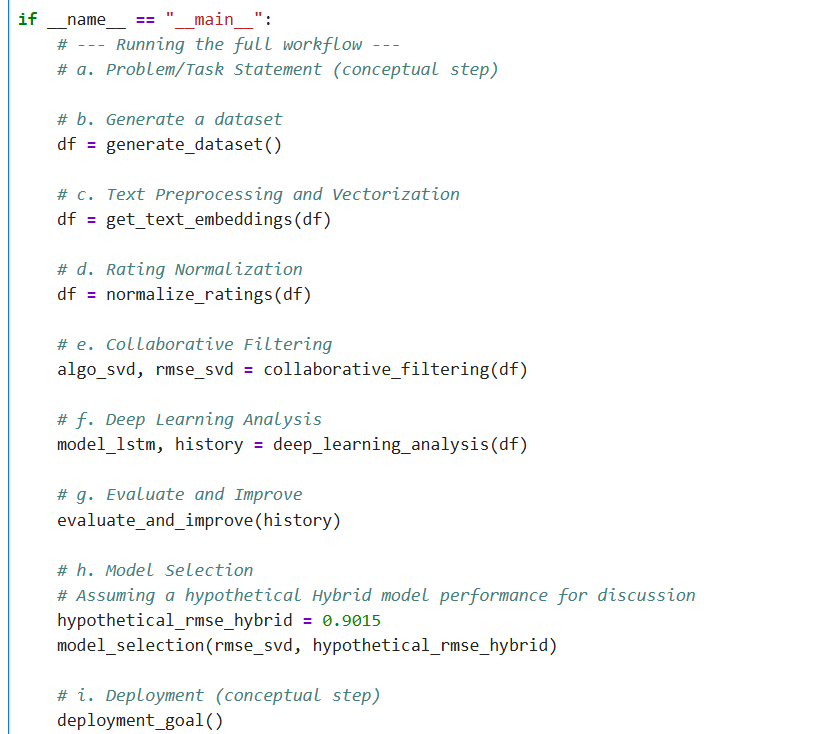 if __name__ == "__main__":
    # --- Running the full workflow ---
    # a. Problem/Task Statement (conceptual step)

    # b. Generate a dataset
    df = generate_dataset()

    # c. Text Preprocessing and Vectorization
    df = get_text_embeddings(df)

    # d. Rating Normalization
    df = normalize_ratings(df)

    # e. Collaborative Filtering
    algo_svd, rmse_svd = collaborative_filtering(df)

    # f. Deep Learning Analysis
    model_lstm, history = deep_learning_analysis(df)

    # g. Evaluate and Improve
    evaluate_and_improve(history)

    # h. Model Selection
    # Assuming a hypothetical Hybrid model performance for discussion
    hypothetical_rmse_hybrid = 0.9015
    model_selection(rmse_svd, hypothetical_rmse_hybrid)

    # i. Deployment (conceptual step)
    deployment_goal()